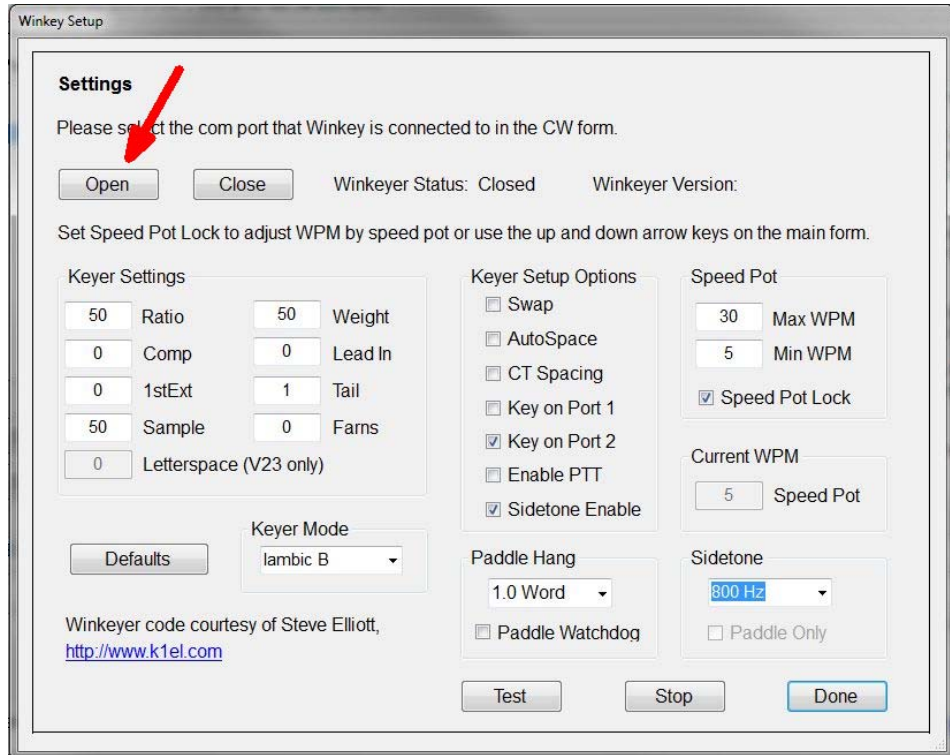 Winkey Setup
Settings
Please select the com port that Winkey is connected to in the CW form.
Open Close Winkeyer Status: Closed Winkeyer Version:
Set Speed Pot Lock to adjust WPM by speed pot or use the up and down arrow keys on the main form.
Keyer Settings
50 Ratio 50 Weight
0 Comp 0 Lead In
0 1stExt 1 Tail
50 Sample 0 Farns
0 Letterspace (V23 only)
Keyer Setup Options
Swap
AutoSpace
CT Spacing
Key on Port 1
Key on Port 2
Enable PTT
Sidetone Enable
Speed Pot
30 Max WPM
5 Min WPM
Speed Pot Lock
Current WPM
5 Speed Pot
Defaults
Keyer Mode
Iambic B
Paddle Hang
1.0 Word
Paddle Watchdog
Sidetone
800 Hz
Paddle Only
Winkeyer code courtesy of Steve Elliott,
http://www.k1el.com
Test Stop Done